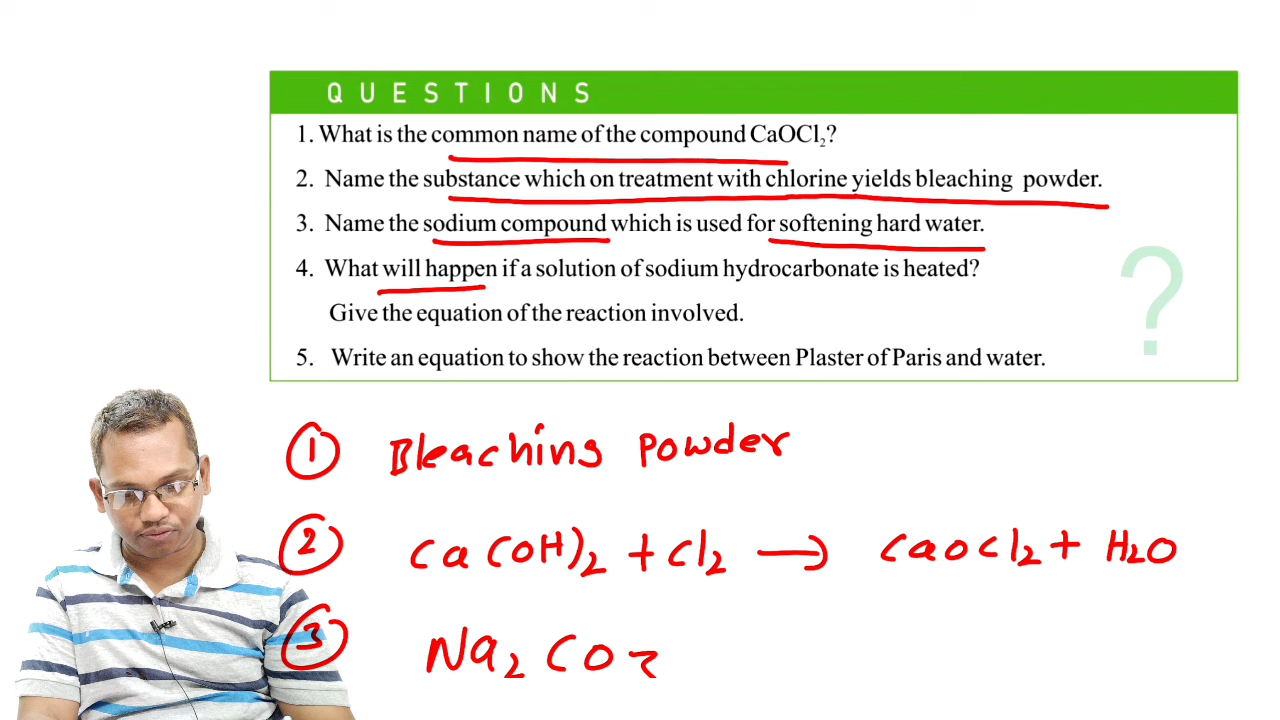 QUESTIONS
1. What is the common name of the compound CaOCl₂?
2. Name the substance which on treatment with chlorine yields bleaching powder.
3. Name the sodium compound which is used for softening hard water.
4. What will happen if a solution of sodium hydrocarbonate is heated?
Give the equation of the reaction involved.
5. Write an equation to show the reaction between Plaster of Paris and water.
?
① Bleaching Powder
② Ca(OH)₂ + Cl₂ → CaOCl₂ + H₂O
③ Na₂CO₃